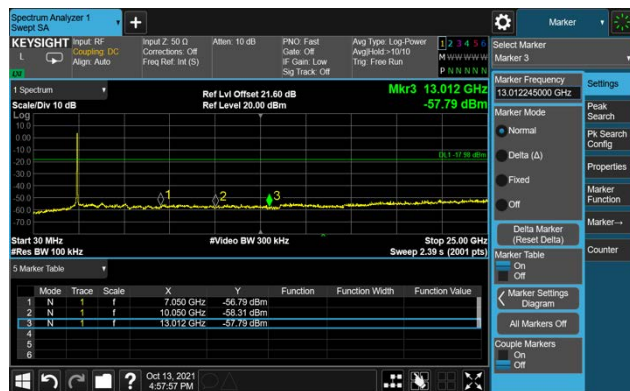 Spectrum Analyzer 1
Swept SA
Marker
KEYSIGHT
Input: RF
Coupling: DC
Align: Auto
Input Z: 50 Ω
Corrections: Off
Freq Ref: Int (S)
Atten: 10 dB
PNO: Fast
Gate: Off
IF Gain: Low
Sig Track: Off
Avg Type: Log-Power
Avg|Hold:>10/10
Trig: Free Run
1 2 3 4 5 6
M W W W W W
P N N N N N
L
Select Marker
Marker 3
1 Spectrum
Scale/Div 10 dB
Ref Lvl Offset 21.60 dB
Ref Level 20.00 dBm
Mkr3 13.012 GHz
-57.79 dBm
Log
10.0
0.00
-10.0
-20.0
-30.0
-40.0
-50.0
-60.0
-70.0
DL1 -17.98 dBm
1
2
3
Start 30 MHz
#Res BW 100 kHz
#Video BW 300 kHz
Stop 25.00 GHz
Sweep 2.39 s (2001 pts)
5 Marker Table
Mode Trace Scale X Y Function Function Width Function Value
1 N 1 f 7.050 GHz -56.79 dBm
2 N 1 f 10.050 GHz -58.31 dBm
3 N 1 f 13.012 GHz -57.79 dBm
4
5
6
Marker Frequency
13.012245000 GHz
Marker Mode
Normal
Delta (Δ)
Fixed
Off
Delta Marker
(Reset Delta)
Marker Table
On
Off
Marker Settings
Diagram
All Markers Off
Couple Markers
On
Off
Settings
Peak
Search
Pk Search
Config
Properties
Marker
Function
Marker→
Counter
?
Oct 13, 2021
4:57:57 PM